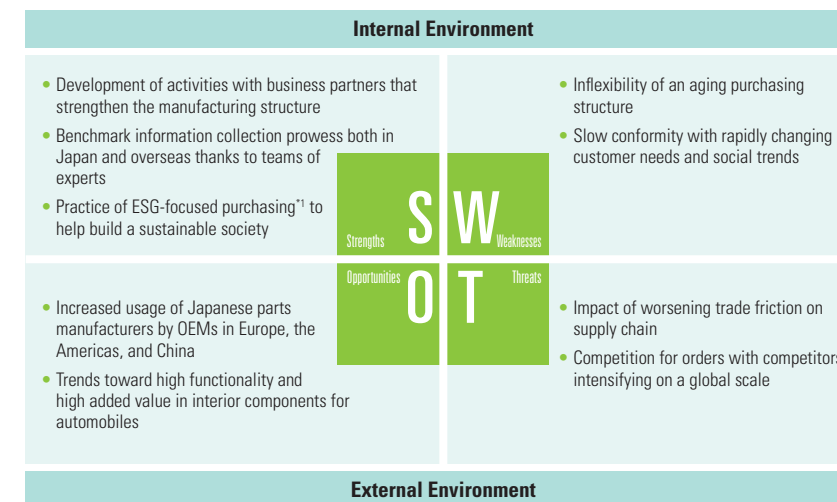 Internal Environment
• Development of activities with business partners that
strengthen the manufacturing structure
• Benchmark information collection prowess both in
Japan and overseas thanks to teams of
experts
• Practice of ESG-focused purchasing*1 to
help build a sustainable society
Strengths
S
W
Weaknesses
• Inflexibility of an aging purchasing
structure
• Slow conformity with rapidly changing
customer needs and social trends
Opportunities
O
T
Threats
• Increased usage of Japanese parts
manufacturers by OEMs in Europe, the
Americas, and China
• Trends toward high functionality and
high added value in interior components for
automobiles
• Impact of worsening trade friction on
supply chain
• Competition for orders with competitors
intensifying on a global scale
External Environment